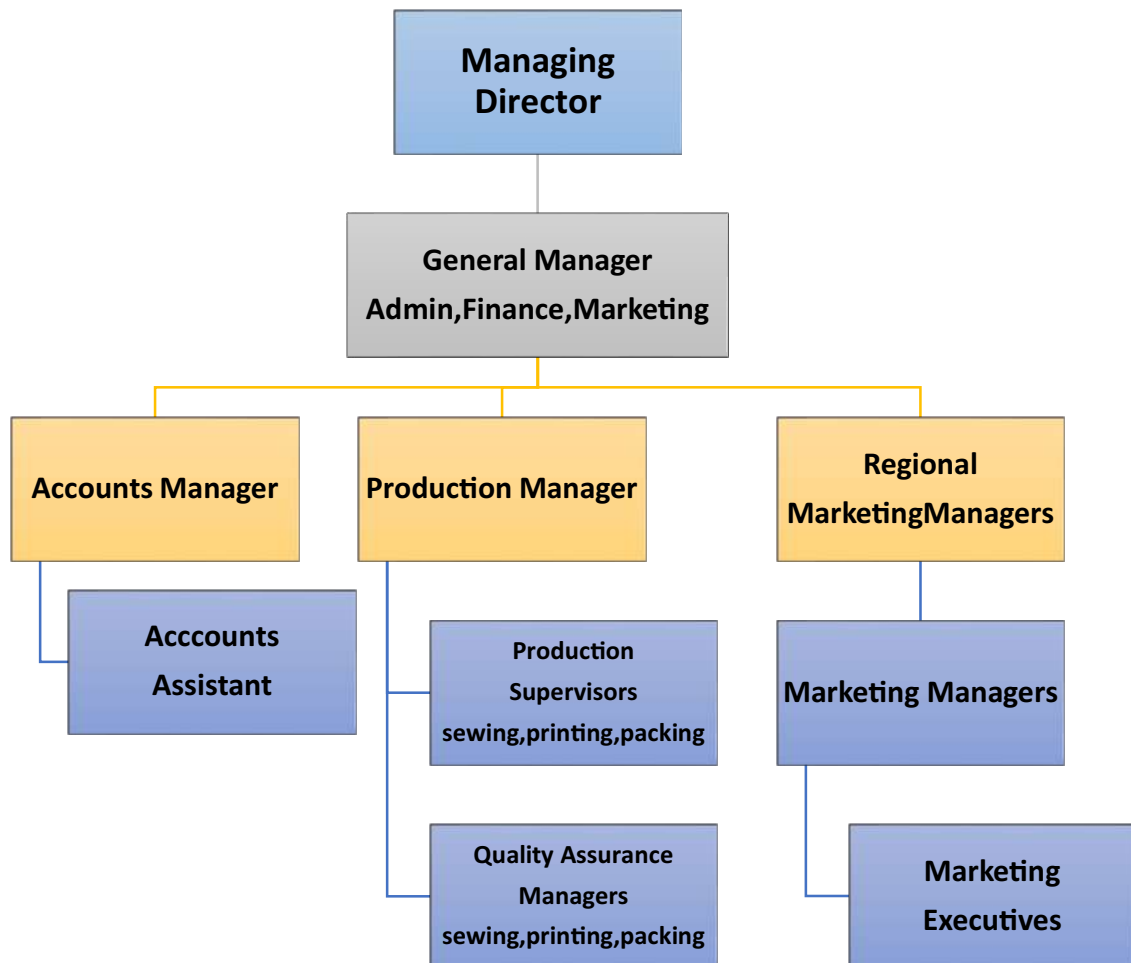 Managing
Director
General Manager
Admin,Finance,Marketing
Accounts Manager
Production Manager
Regional
MarketingManagers
Acccounts
Assistant
Production
Supervisors
sewing,printing,packing
Marketing Managers
Quality Assurance
Managers
sewing,printing,packing
Marketing
Executives